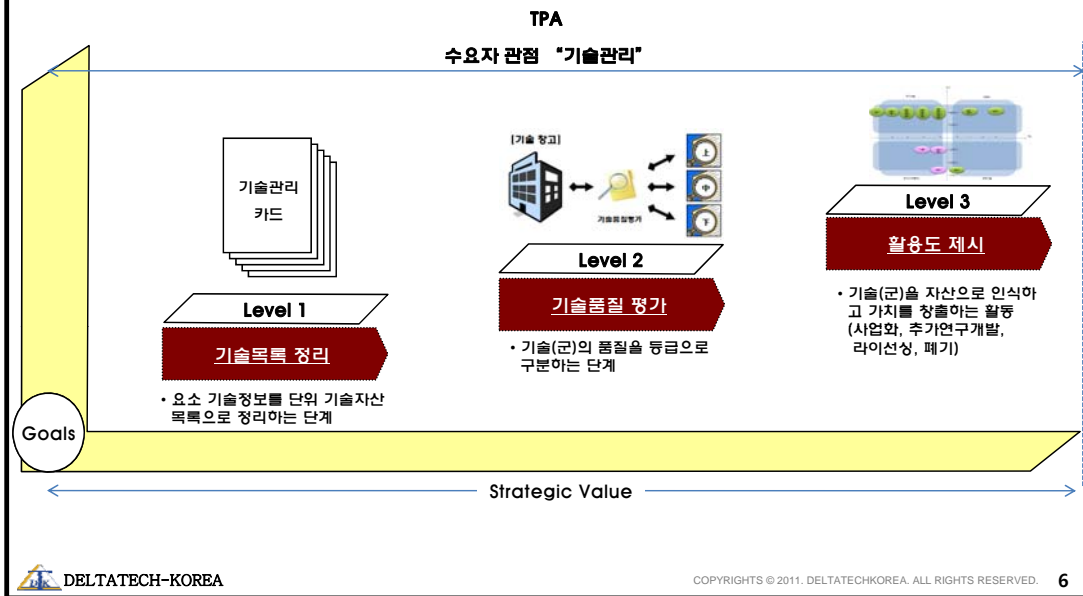 TPA
수요자 관점 “기술관리”
기술관리
카드
Level 1
기술목록 정리
• 요소 기술정보를 단위 기술자산
목록으로 정리하는 단계
[기술 창고]
기술품질평가
上
中
下
Level 2
기술품질 평가
• 기술(군)의 품질을 등급으로
구분하는 단계
Level 3
활용도 제시
• 기술(군)을 자산으로 인식하
고 가치를 창출하는 활동
(사업화, 추가연구개발,
라이선싱, 폐기)
Goals
Strategic Value
DTK DELTATECH-KOREA
COPYRIGHTS © 2011. DELTATECHKOREA. ALL RIGHTS RESERVED. 6